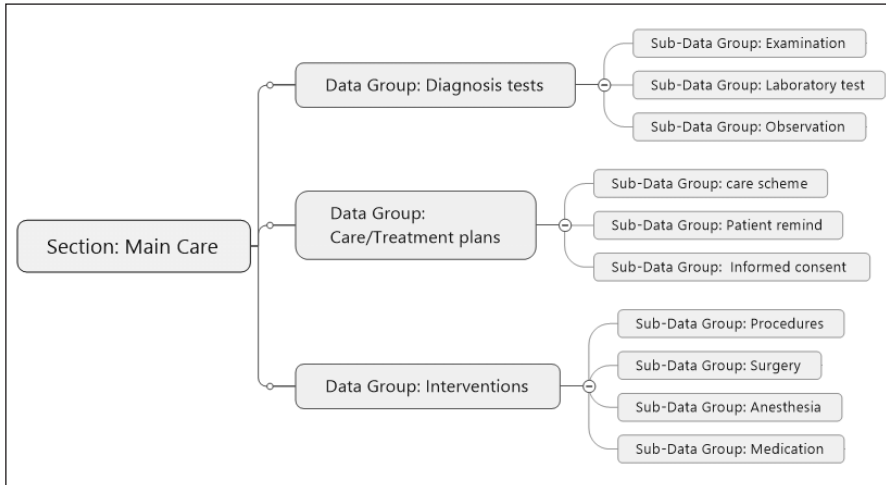 Section: Main Care
Data Group: Diagnosis tests
Sub-Data Group: Examination
Sub-Data Group: Laboratory test
Sub-Data Group: Observation
Data Group:
Care/Treatment plans
Sub-Data Group: care scheme
Sub-Data Group: Patient remind
Sub-Data Group:  Informed consent
Data Group: Interventions
Sub-Data Group: Procedures
Sub-Data Group: Surgery
Sub-Data Group: Anesthesia
Sub-Data Group: Medication